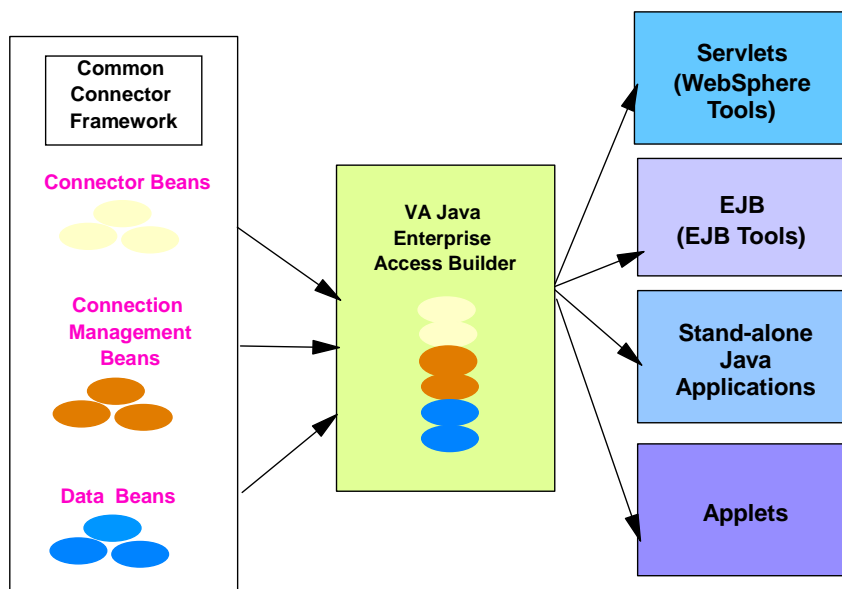 Common
Connector
Framework
Connector Beans
Connection
Management
Beans
Data Beans
VA Java
Enterprise
Access Builder
Servlets
(WebSphere
Tools)
EJB
(EJB Tools)
Stand-alone
Java
Applications
Applets